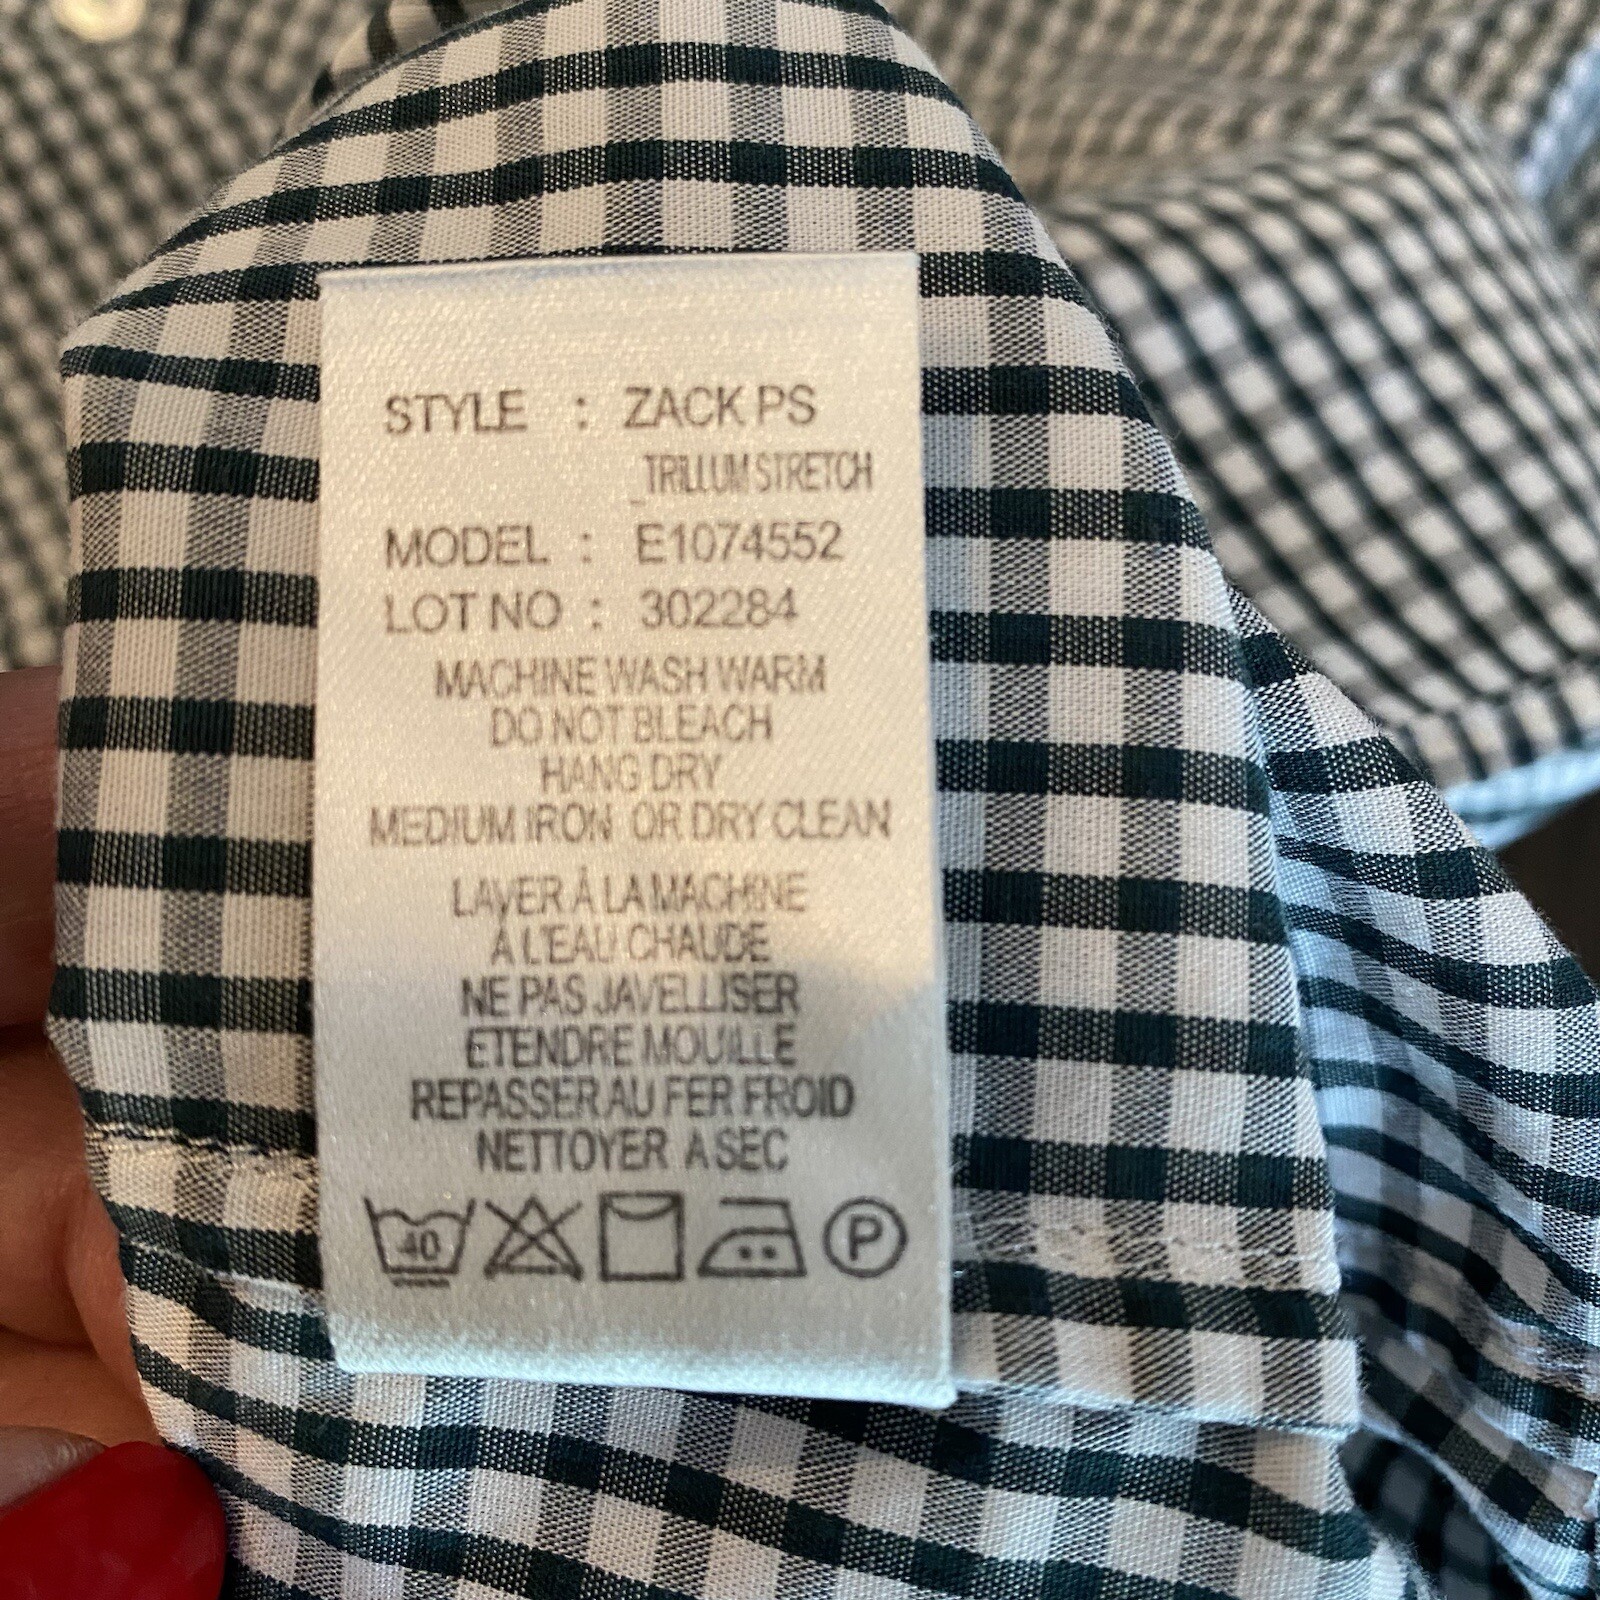 STYLE : ZACK PS
_TRILLUM STRETCH
MODEL : E1074552
LOT NO : 302284
MACHINE WASH WARM
DO NOT BLEACH
HANG DRY
MEDIUM IRON OR DRY CLEAN
LAVER À LA MACHINE
À L'EAU CHAUDE
NE PAS JAVELLISER
ETENDRE MOUILLE
REPASSER AU FER FROID
NETTOYER A SEC
40 P